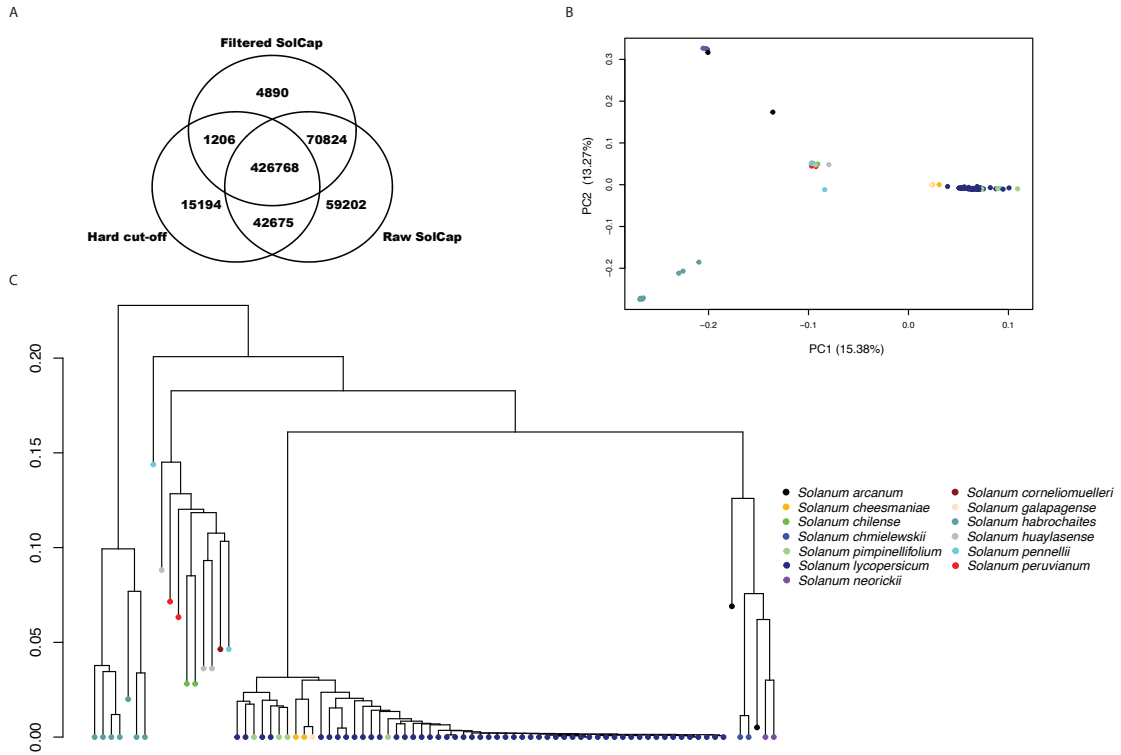 A
Filtered SolCap
4890
1206
70824
426768
15194
59202
42675
Hard cut-off
Raw SolCap
B
0.3
0.2
0.1
0.0
−0.1
−0.2
PC2 (13.27%)
−0.2
−0.1
0.0
0.1
PC1 (15.38%)
C
0.20
0.15
0.10
0.05
0.00
Solanum arcanum
Solanum cheesmaniae
Solanum chilense
Solanum chmielewskii
Solanum pimpinellifolium
Solanum lycopersicum
Solanum neorickii
Solanum corneliomuelleri
Solanum galapagense
Solanum habrochaites
Solanum huaylasense
Solanum pennellii
Solanum peruvianum